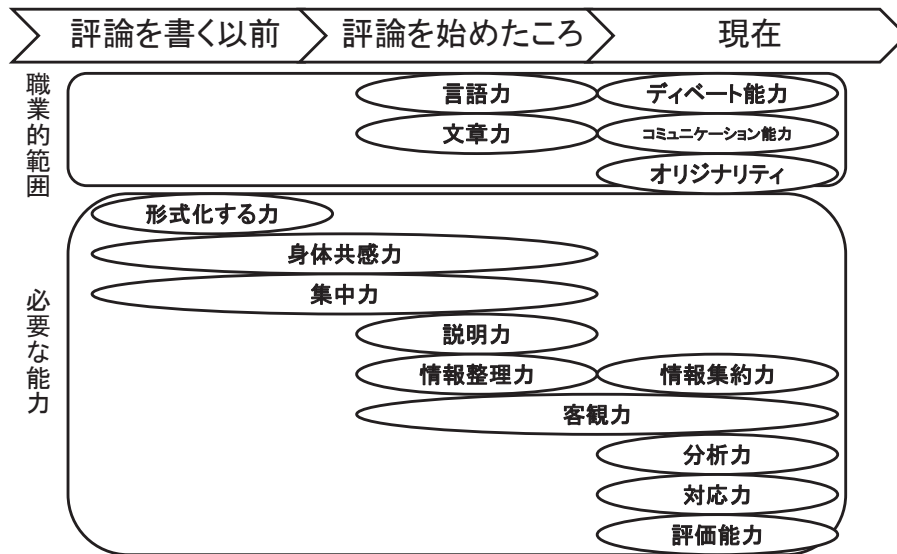 評論を書く以前
評論を始めたころ
現在
職業的範囲
言語力
ディベート能力
文章力
コミュニケーション能力
オリジナリティ
必要な能力
形式化する力
身体共感力
集中力
説明力
情報整理力
情報集約力
客観力
分析力
対応力
評価能力